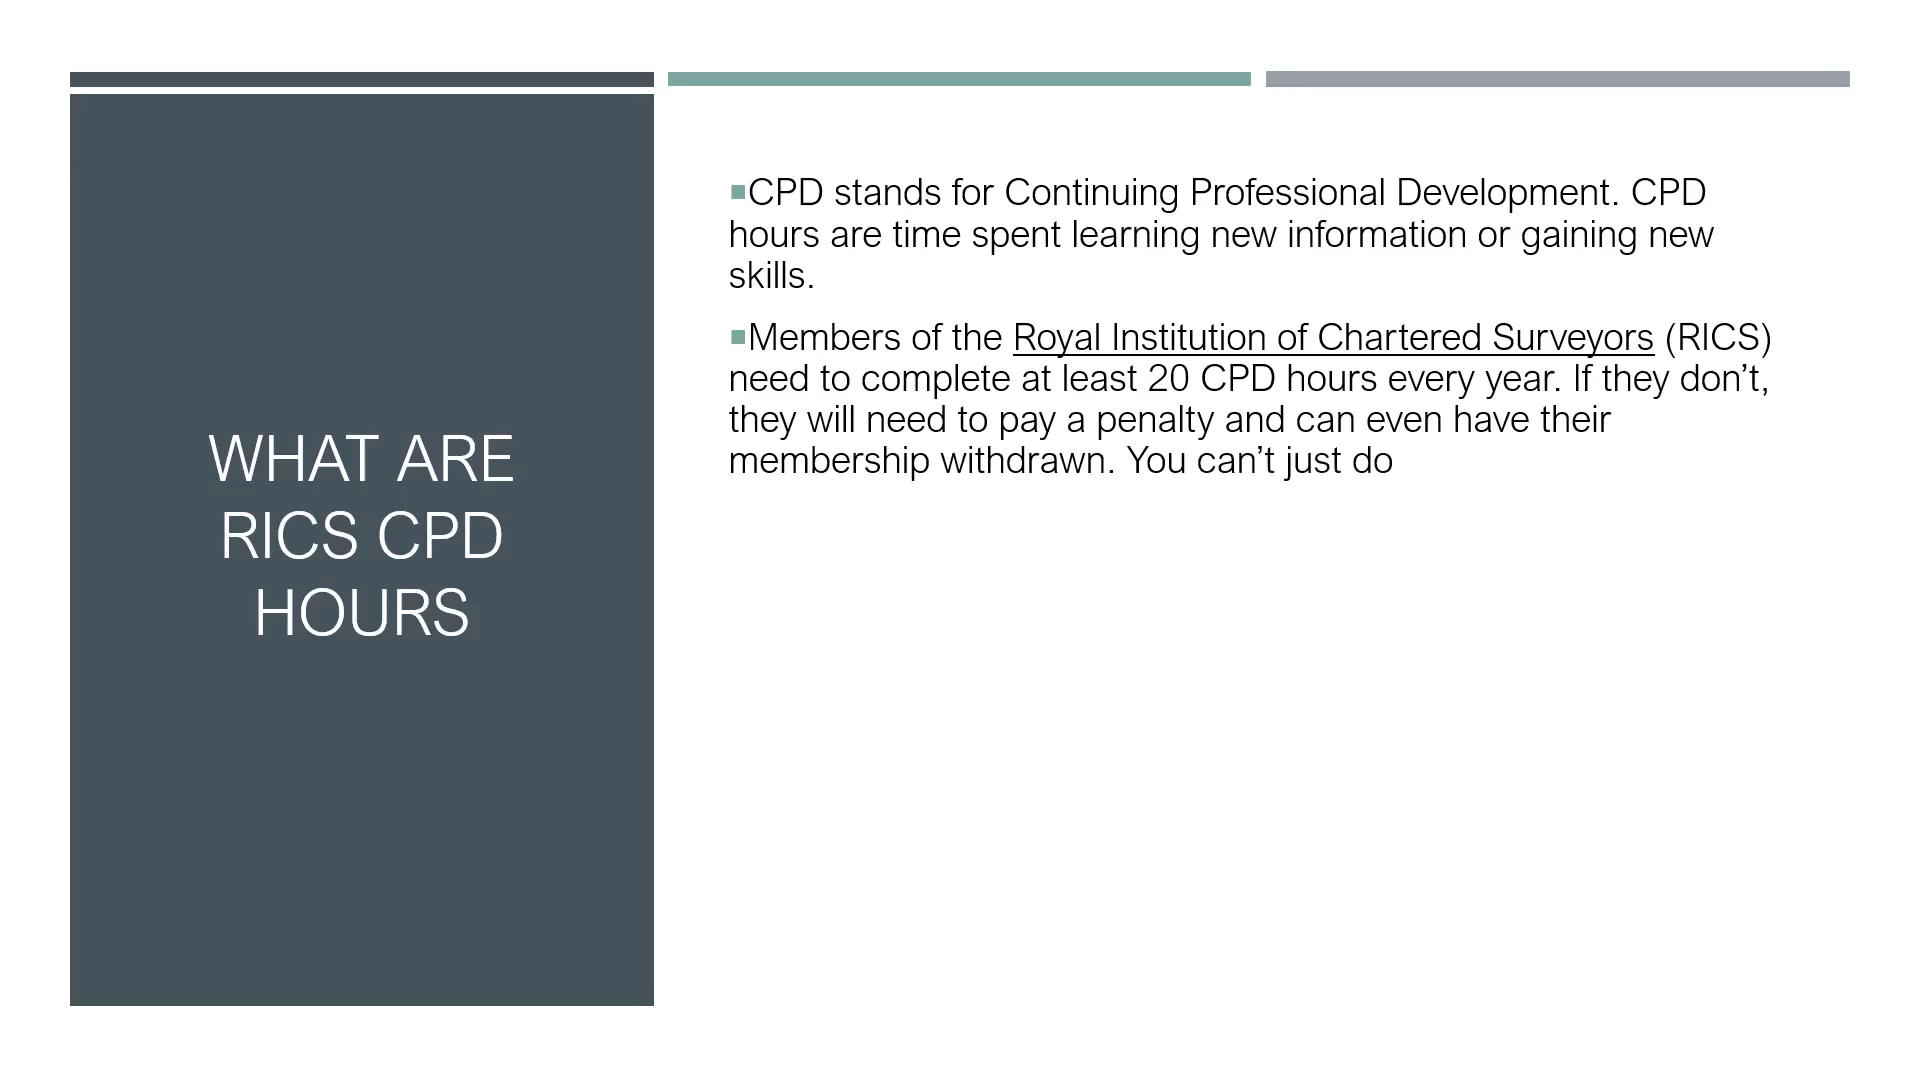 WHAT ARE
RICS CPD
HOURS
▪CPD stands for Continuing Professional Development. CPD
hours are time spent learning new information or gaining new
skills.
▪Members of the Royal Institution of Chartered Surveyors (RICS)
need to complete at least 20 CPD hours every year. If they don’t,
they will need to pay a penalty and can even have their
membership withdrawn. You can’t just do